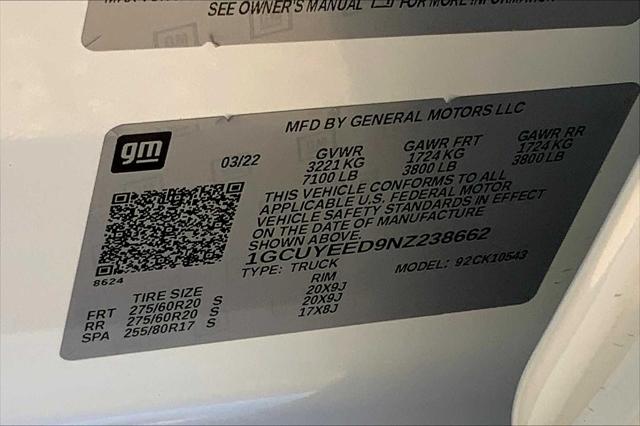 SEE OWNER'S MANUAL FOR MORE INFORMATION
gm
MFD BY GENERAL MOTORS LLC
03/22 GVWR GAWR FRT GAWR RR
3221 KG 1724 KG 1724 KG
7100 LB 3800 LB 3800 LB
THIS VEHICLE CONFORMS TO ALL
APPLICABLE U.S. FEDERAL MOTOR
VEHICLE SAFETY STANDARDS IN EFFECT
ON THE DATE OF MANUFACTURE
SHOWN ABOVE.
1GCUYEED9NZ238662
8624
TYPE: TRUCK MODEL: 92CK10543
TIRE SIZE RIM
FRT 275/60R20 S 20X9J
RR 275/60R20 S 20X9J
SPA 255/80R17 S 17X8J